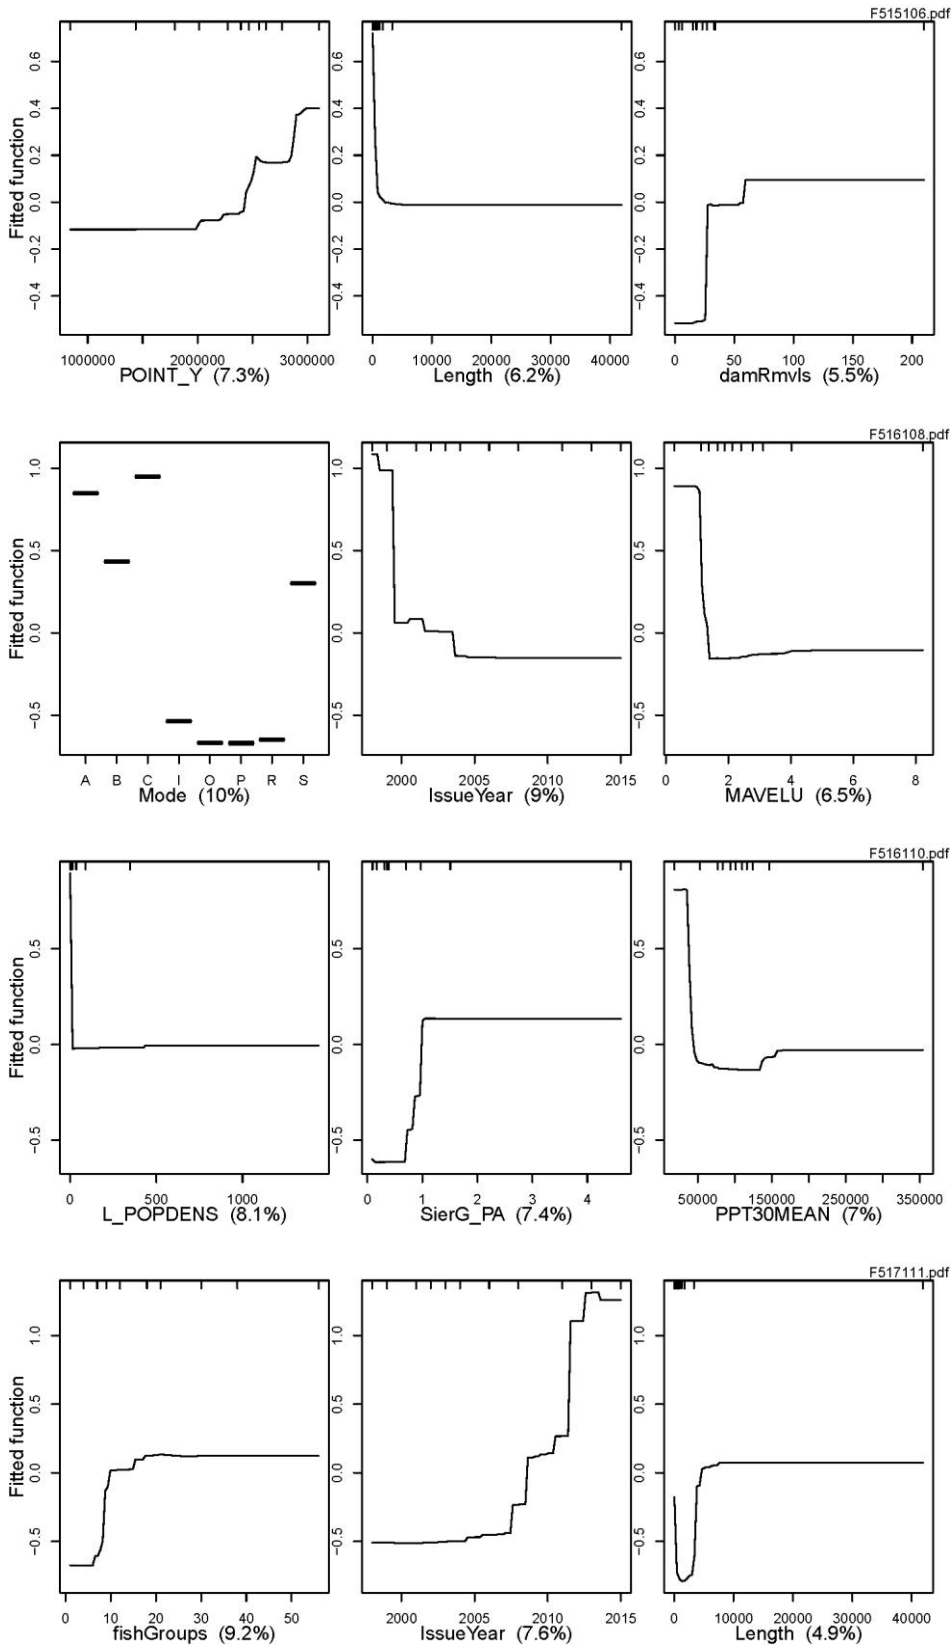 F515106.pdf
Fitted function
−0.4 −0.2 0.0 0.2 0.4 0.6
1000000 2000000 3000000
POINT_Y (7.3%)
−0.4 −0.2 0.0 0.2 0.4 0.6
0 10000 20000 30000 40000
Length (6.2%)
−0.4 −0.2 0.0 0.2 0.4 0.6
0 50 100 150 200
damRmvls (5.5%)
F516108.pdf
Fitted function
−0.5 0.0 0.5 1.0
A B C I O P R S
Mode (10%)
−0.5 0.0 0.5 1.0
2000 2005 2010 2015
IssueYear (9%)
−0.5 0.0 0.5 1.0
0 2 4 6 8
MAVELU (6.5%)
F516110.pdf
Fitted function
−0.5 0.0 0.5
0 500 1000
L_POPDENS (8.1%)
−0.5 0.0 0.5
0 1 2 3 4
SierG_PA (7.4%)
−0.5 0.0 0.5
50000 150000 250000 350000
PPT30MEAN (7%)
F517111.pdf
Fitted function
−0.5 0.0 0.5 1.0
0 10 20 30 40 50
fishGroups (9.2%)
−0.5 0.0 0.5 1.0
2000 2005 2010 2015
IssueYear (7.6%)
−0.5 0.0 0.5 1.0
0 10000 20000 30000 40000
Length (4.9%)